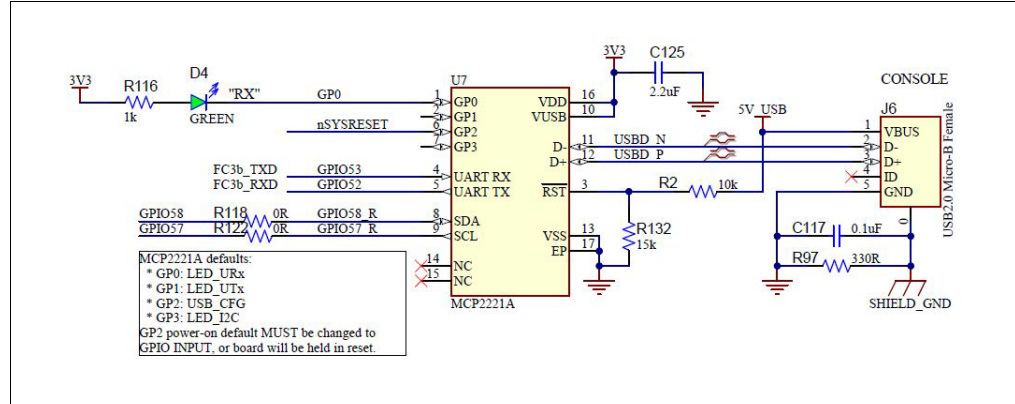 3V3
R116
1k
D4
GREEN
"RX"
GP0
nSYSRESET
FC3b_TXD
GPIO53
FC3b_RXD
GPIO52
GPIO58
R118
0R
GPIO58_R
GPIO57
R122
0R
GPIO57_R
U7
1
GP0
2
GP1
6
GP2
7
GP3
4
UART RX
5
UART TX
8
SDA
9
SCL
14
NC
15
NC
MCP2221A
VDD
16
VUSB
10
D-
11
USBD_N
D+
12
USBD_P
RST
3
VSS
13
EP
17
3V3
C125
2.2uF
R2
10k
R132
15k
5V_USB
CONSOLE
J6
1
VBUS
2
D-
3
D+
4
ID
5
GND
0
USB2.0 Micro-B Female
C117
0.1uF
R97
330R
SHIELD_GND
MCP2221A defaults:
* GP0: LED_URx
* GP1: LED_UTx
* GP2: USB_CFG
* GP3: LED_I2C
GP2 power-on default MUST be changed to
GPIO INPUT, or board will be held in reset.